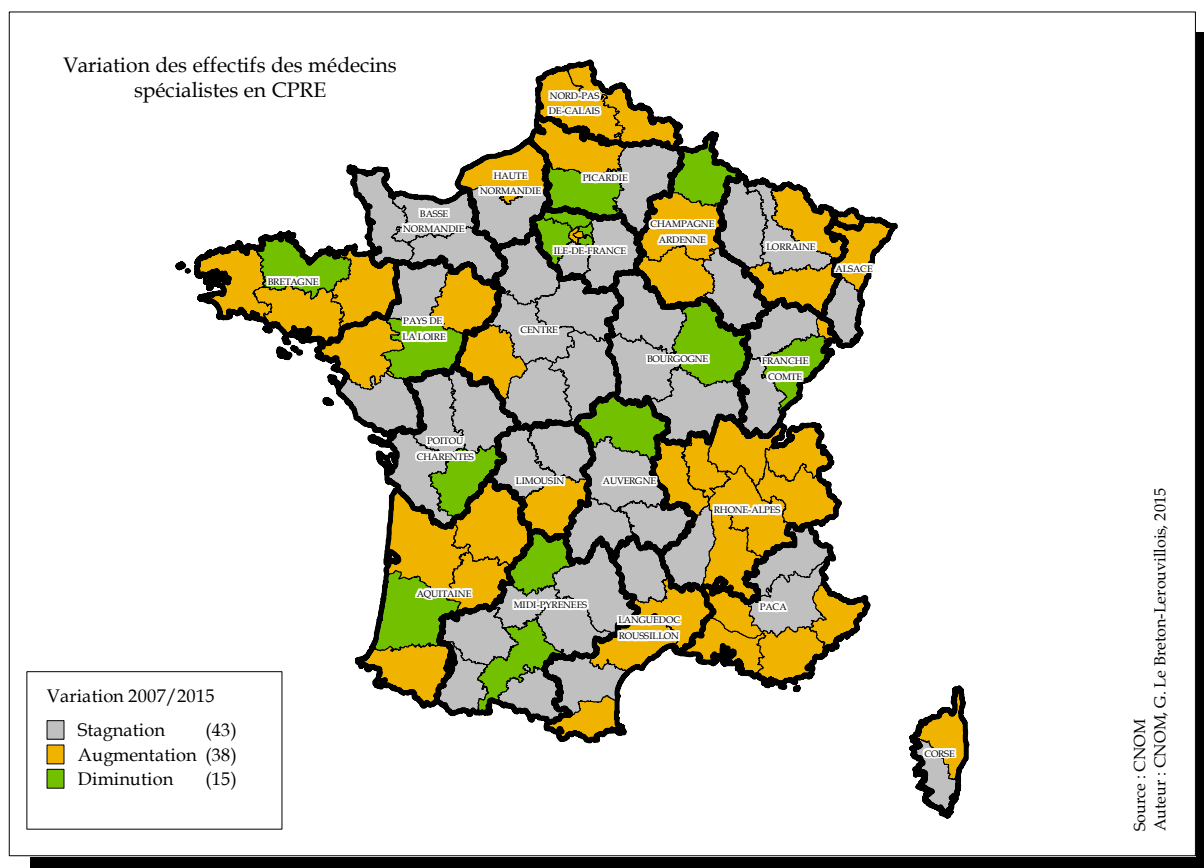 Variation des effectifs des médecins
spécialistes en CPRE
NORD-PAS
DE-CALAIS
HAUTE
NORMANDIE
PICARDIE
BASSE
NORMANDIE
ILE-DE-FRANCE
CHAMPAGNE
ARDENNE
LORRAINE
ALSACE
BRETAGNE
PAYS DE
LA LOIRE
CENTRE
BOURGOGNE
FRANCHE
COMTE
POITOU
CHARENTES
LIMOUSIN
AUVERGNE
RHONE-ALPES
AQUITAINE
MIDI-PYRENEES
LANGUEDOC
ROUSSILLON
PACA
CORSE
Variation 2007/2015
Stagnation (43)
Augmentation (38)
Diminution (15)
Source : CNOM
Auteur : CNOM, G. Le Breton-Lerouvillois, 2015